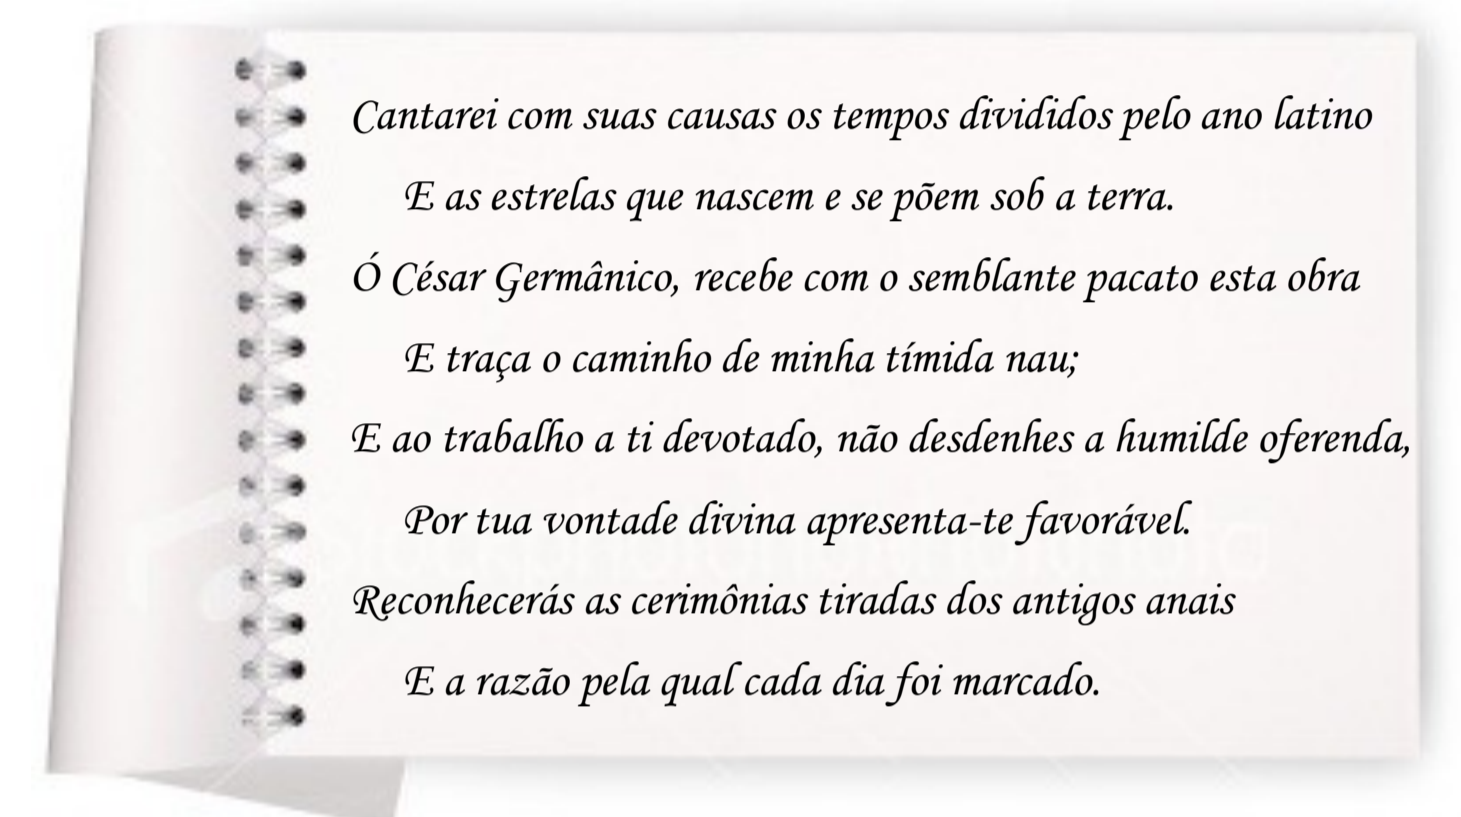 Cantarei com suas causas os tempos divididos pelo ano latino
E as estrelas que nascem e se põem sob a terra.
Ó César Germânico, recebe com o semblante pacato esta obra
E traça o caminho de minha tímida nau;
E ao trabalho a ti devotado, não desdenhes a humilde oferenda,
Por tua vontade divina apresenta-te favorável.
Reconhecerás as cerimônias tiradas dos antigos anais
E a razão pela qual cada dia foi marcado.